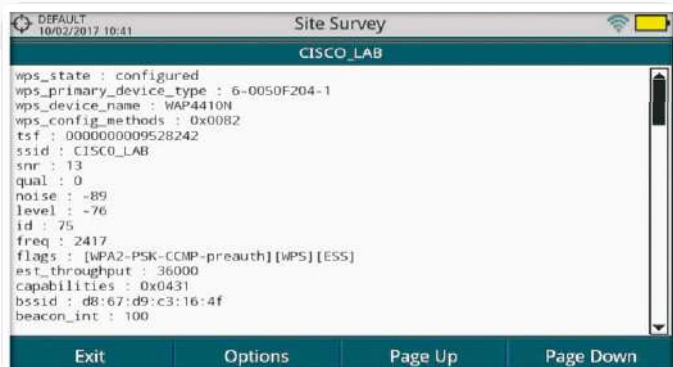 DEFAULT
10/02/2017 10:41
Site Survey
CISCO_LAB
wps_state : configured
wps_primary_device_type : 6-0050F204-1
wps_device_name : WAP4410N
wps_config_methods : 0x0082
tsf : 0000000009528242
ssid : CISCO_LAB
snr : 13
qual : 0
noise : -89
level : -76
id : 75
freq : 2417
flags : [WPA2-PSK-CCMP-preauth][WPS][ESS]
est_throughput : 36000
capabilities : 0x0431
bssid : d8:67:d9:c3:16:4f
beacon_int : 100
Exit Options Page Up Page Down